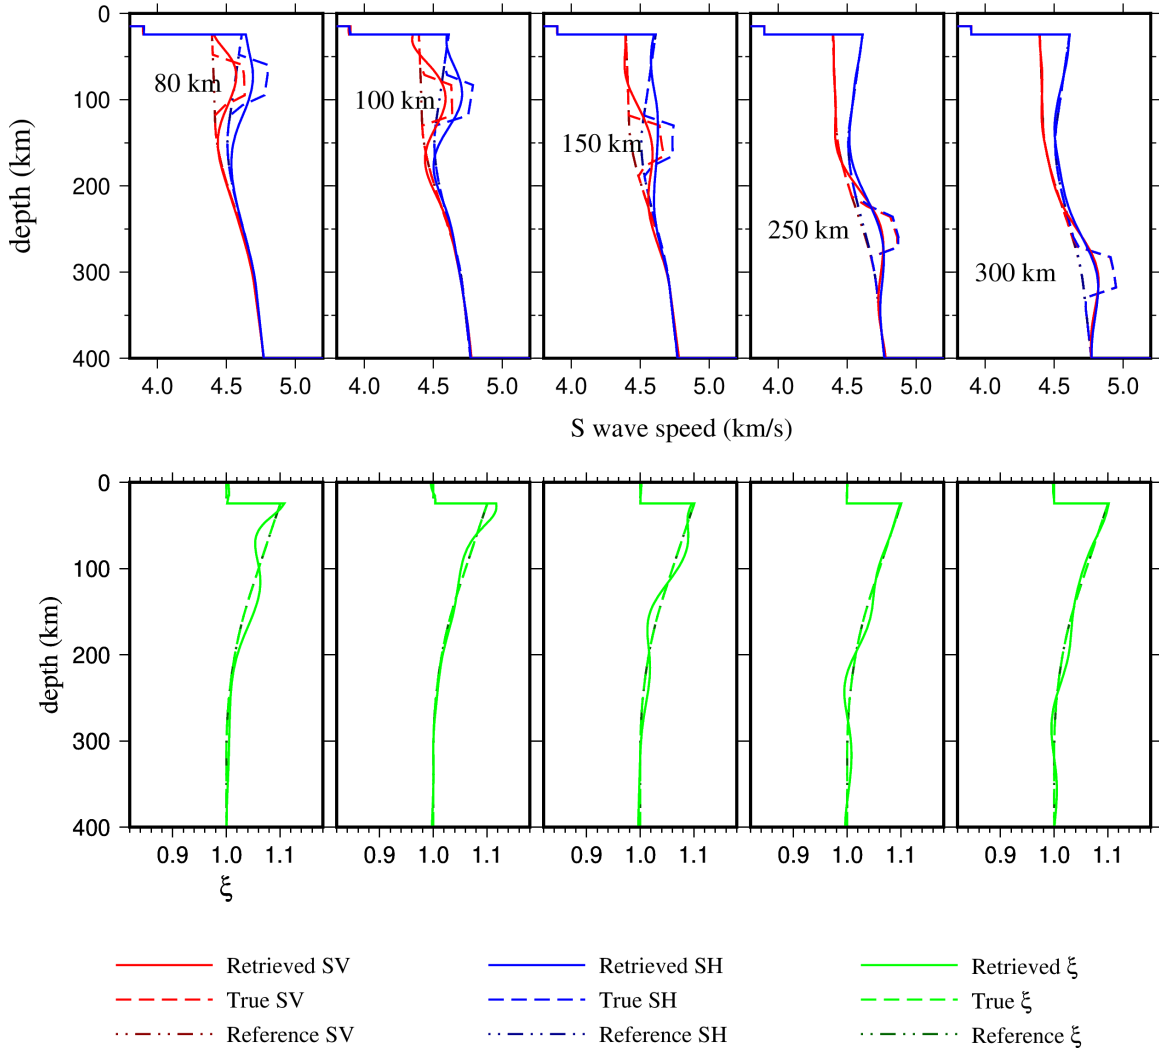 0
100
200
300
400
depth (km)
80 km
100 km
150 km
250 km
300 km
4.0 4.5 5.0 4.0 4.5 5.0 4.0 4.5 5.0 4.0 4.5 5.0 4.0 4.5 5.0
S wave speed (km/s)
0
100
200
300
400
depth (km)
0.9 1.0 1.1 0.9 1.0 1.1 0.9 1.0 1.1 0.9 1.0 1.1 0.9 1.0 1.1
ξ
Retrieved SV Retrieved SH Retrieved ξ
True SV True SH True ξ
Reference SV Reference SH Reference ξ